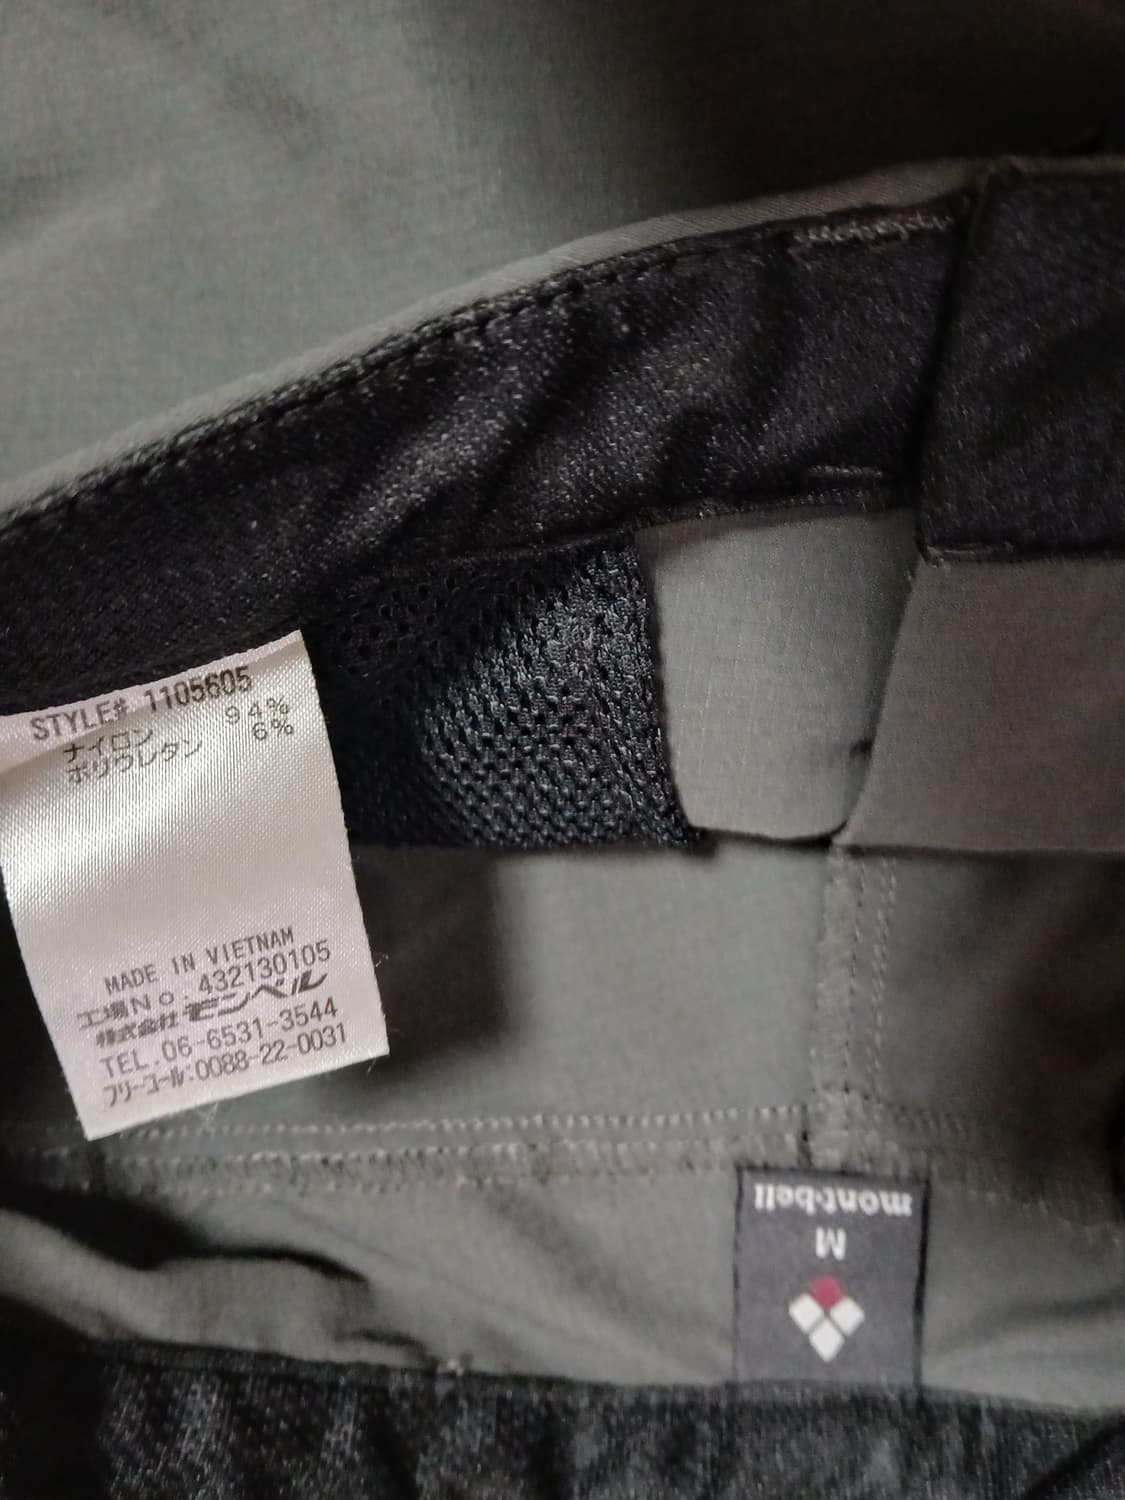 STYLE# 1105605
ナイロン 94%
ポリウレタン 6%
MADE IN VIETNAM
工場No. 432130105
株式会社モンベル
TEL.06-6531-3544
フリーコール:0088-22-0031
mont-bell
M